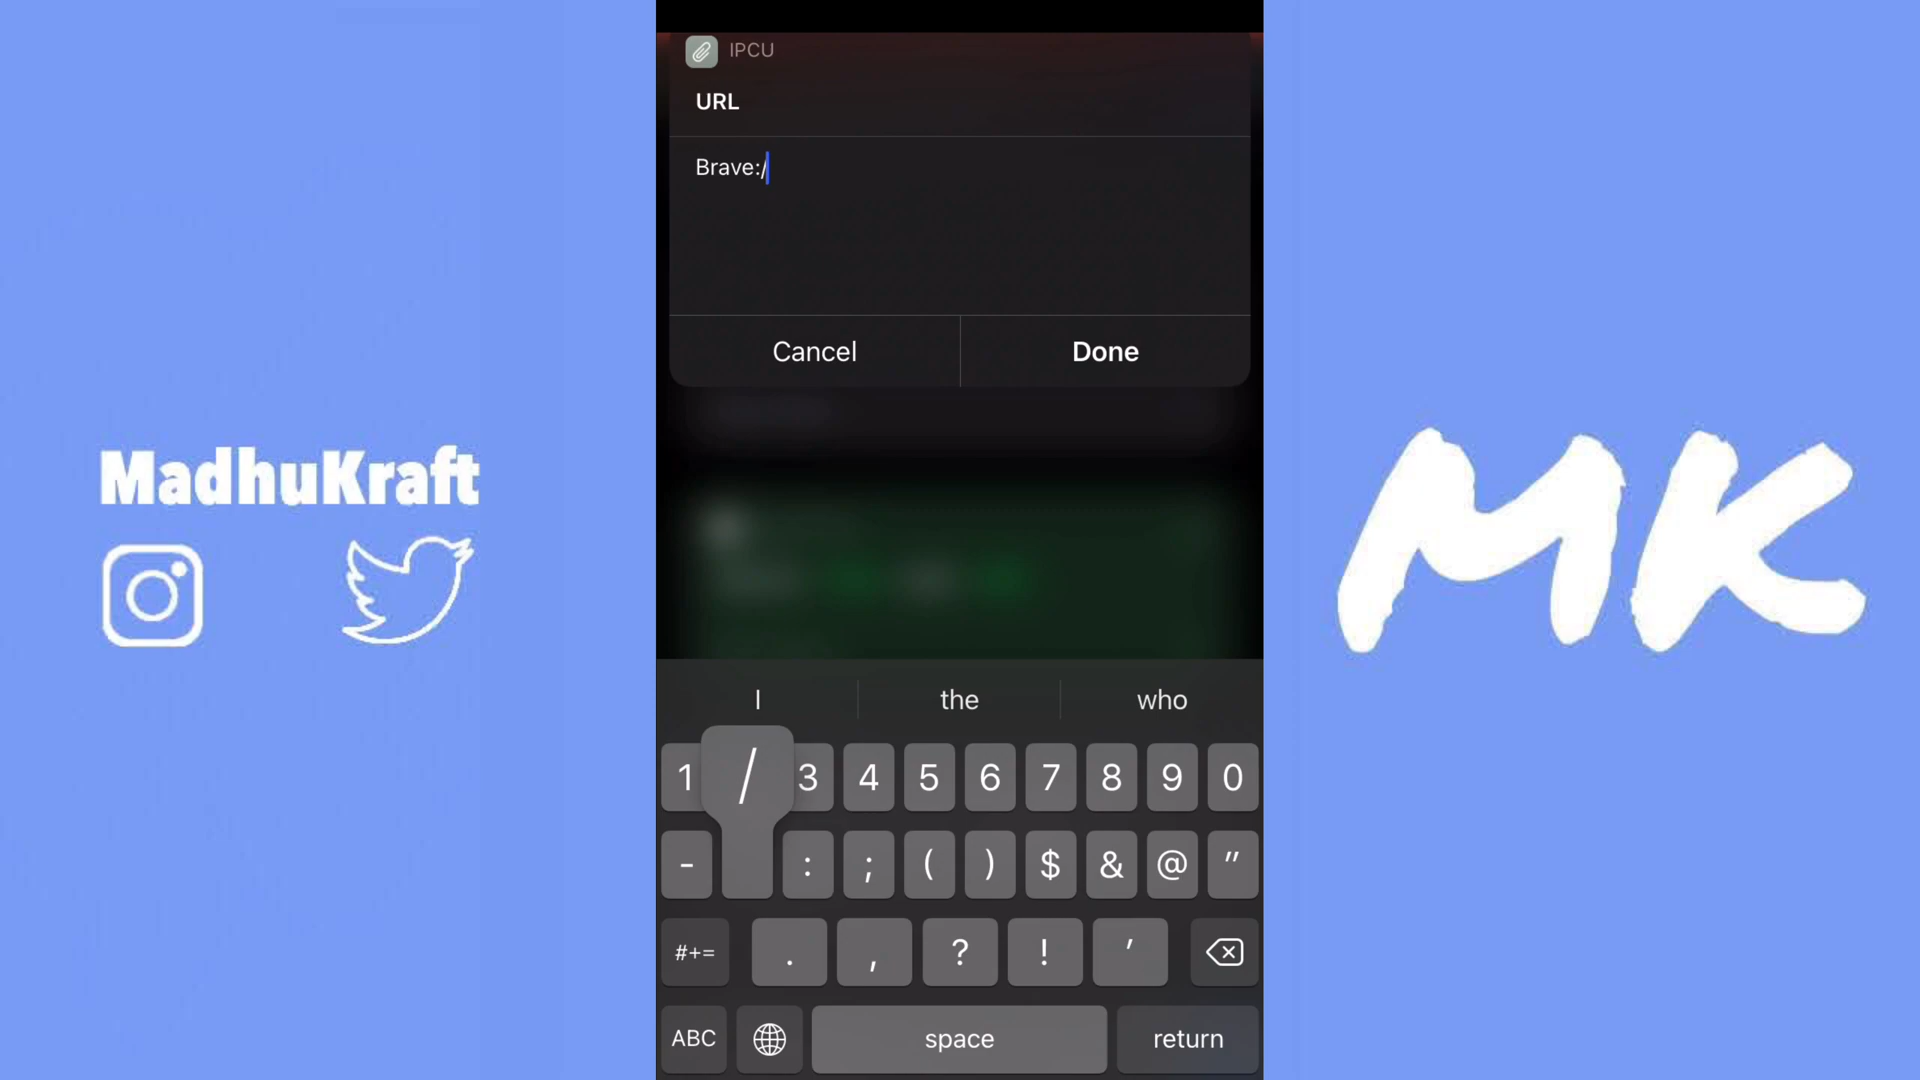 IPCU
URL
Brave:/
Cancel
Done
MadhuKraft
MK
I the who
1 / 3 4 5 6 7 8 9 0
- : ; ( ) $ & @ "
#+= . , ? ! '
ABC space return